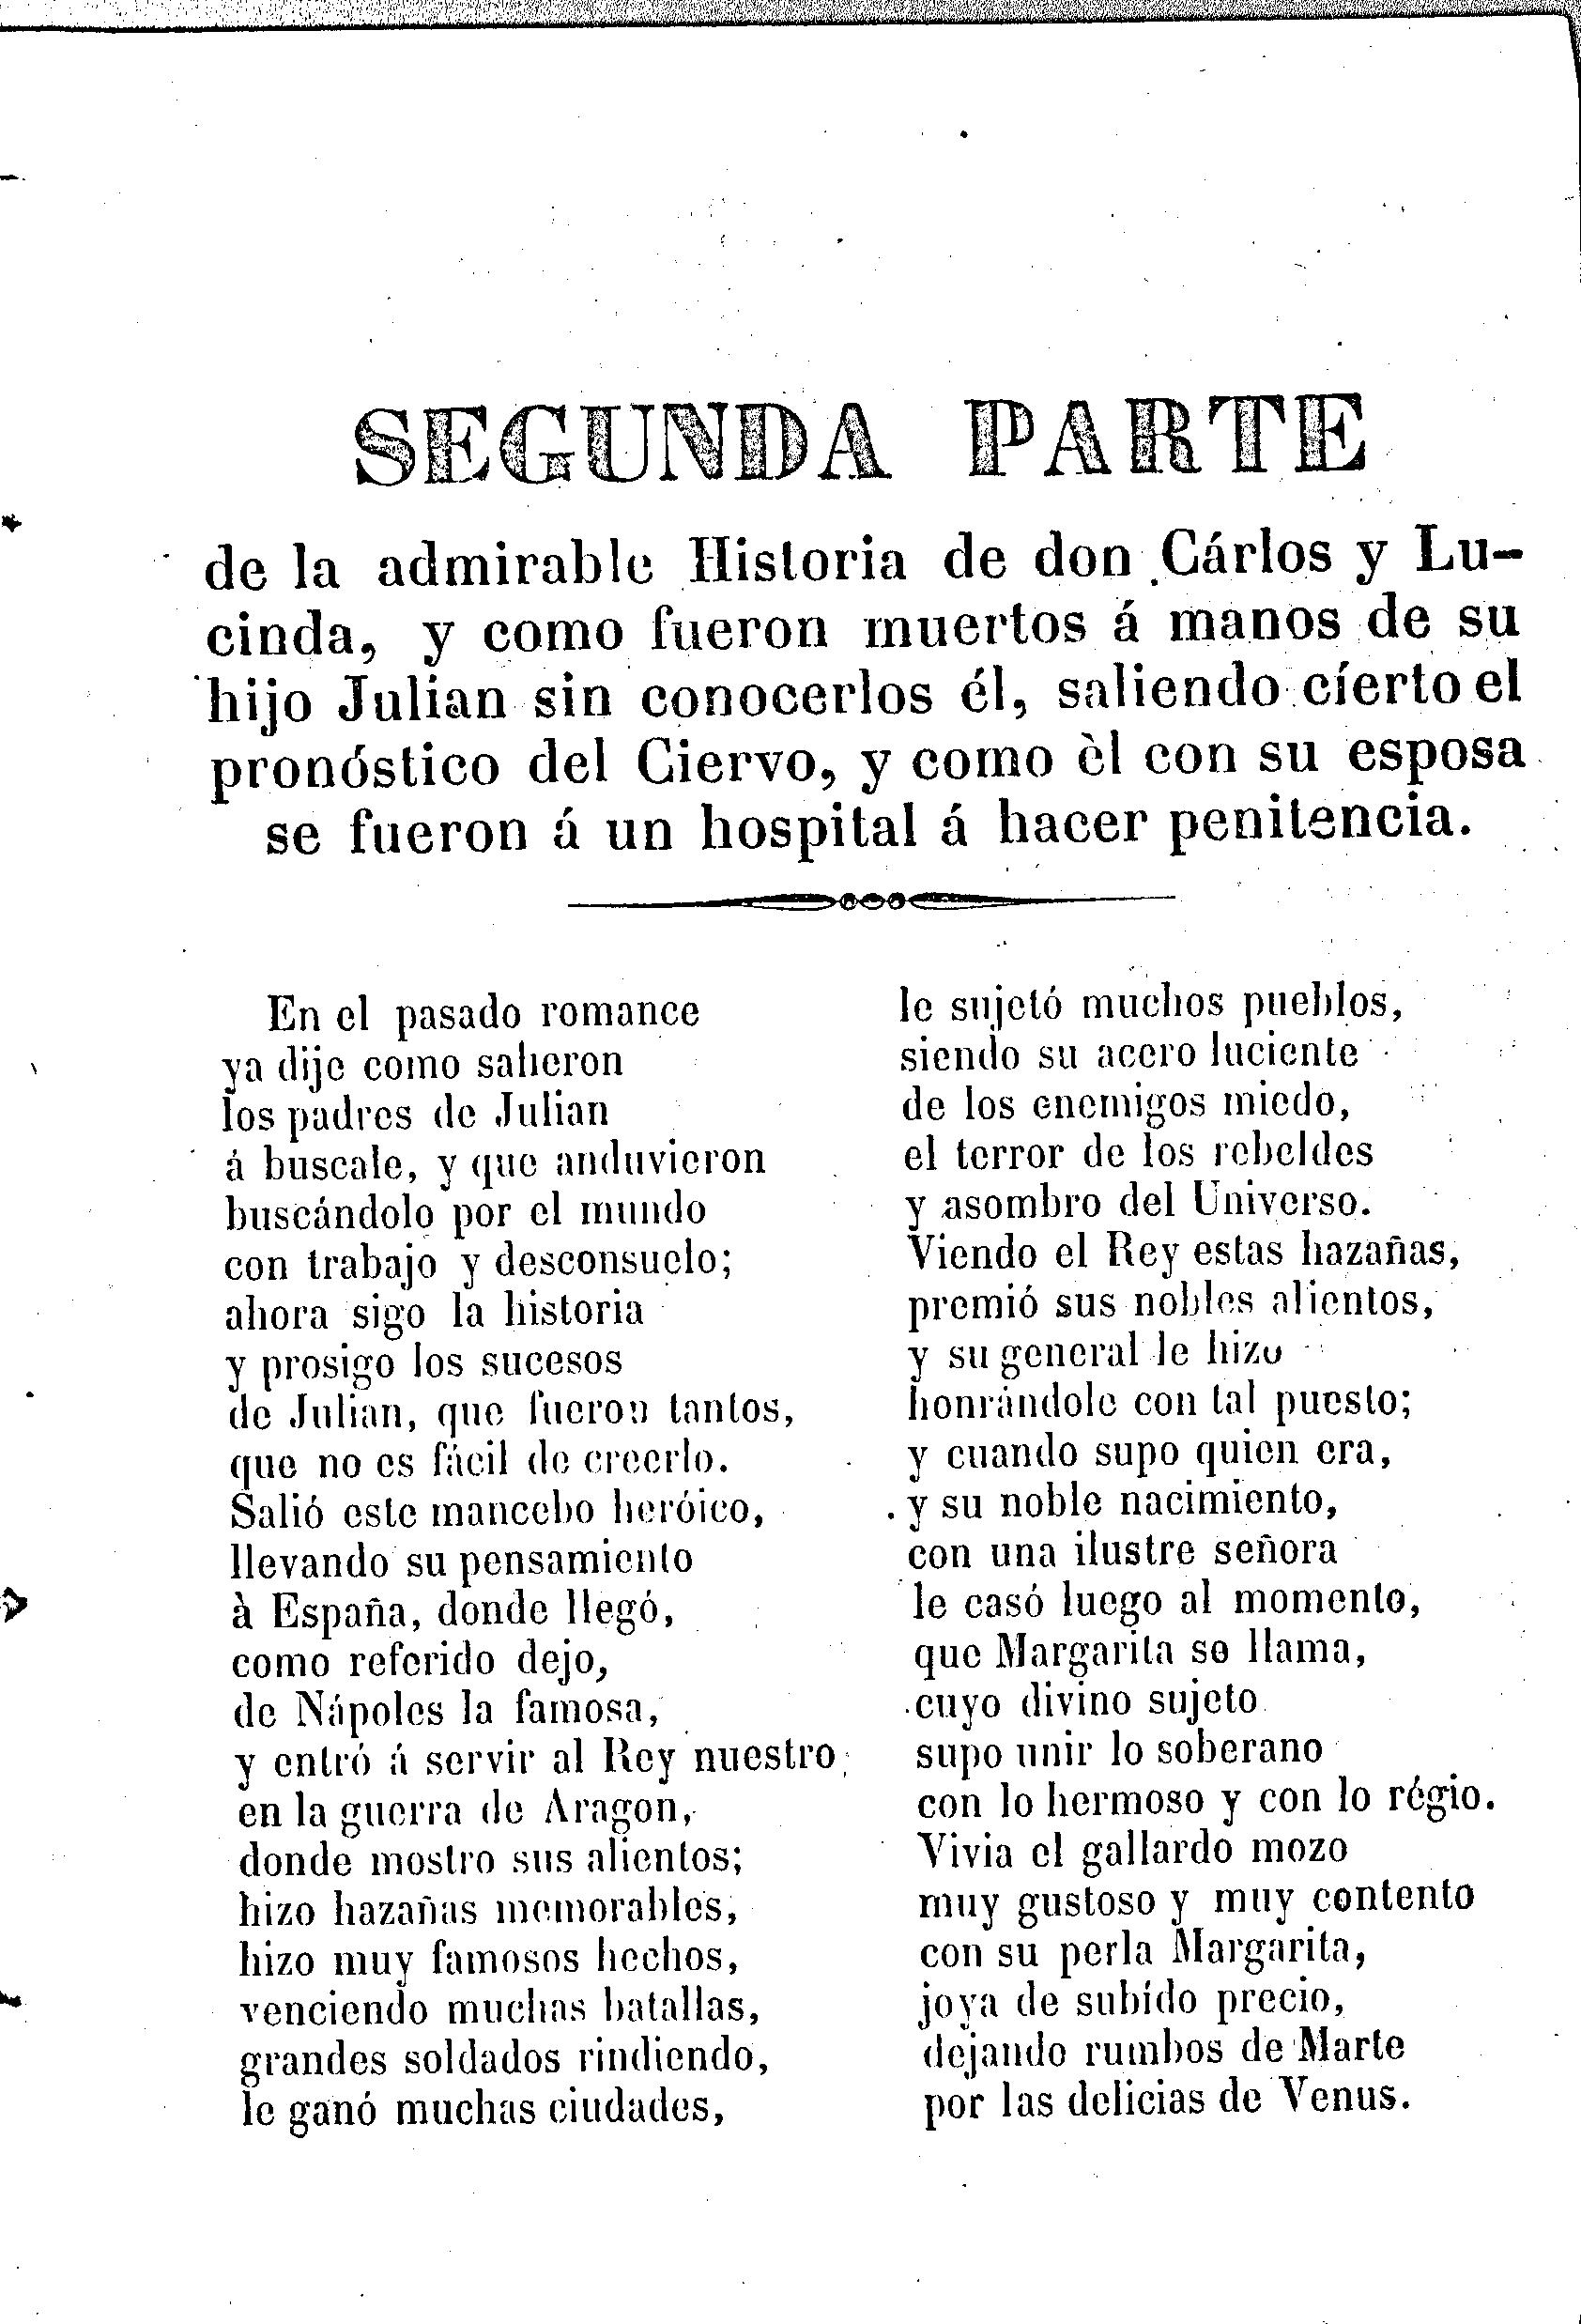 SEGUNDA PARTE
de la admirable Historia de don Cárlos y Lu-
cinda, y como fueron muertos á manos de su
hijo Julian sin conocerlos él, saliendo cíerto el
pronóstico del Ciervo, y como èl con su esposa
se fueron á un hospital á hacer penitencia.
En el pasado romance
ya dije como salieron
los padres de Julian
á buscale, y que anduvieron
buscándolo por el mundo
con trabajo y desconsuelo;
ahora sigo la historia
y prosigo los sucesos
de Julian, que fueron tantos,
que no es fácil de creerlo.
Salió este mancebo heróico,
llevando su pensamiento
à España, donde llegó,
como referido dejo,
de Nápoles la famosa,
y entró á servir al Rey nuestro
en la guerra de Aragon,
donde mostro sus alientos;
hizo hazañas memorables,
hizo muy famosos hechos,
venciendo muchas batallas,
grandes soldados rindiendo,
le ganó muchas ciudades,
le sujetó muchos pueblos,
siendo su acero luciente
de los enemigos miedo,
el terror de los rebeldes
y asombro del Universo.
Viendo el Rey estas hazañas,
premió sus nobles alientos,
y su general le hizo
honrándole con tal puesto;
y cuando supo quien era,
y su noble nacimiento,
con una ilustre señora
le casó luego al momento,
que Margarita se llama,
cuyo divino sujeto
supo unir lo soberano
con lo hermoso y con lo régio.
Vivia el gallardo mozo
muy gustoso y muy contento
con su perla Margarita,
joya de subído precio,
dejando rumbos de Marte
por las delicias de Venus.